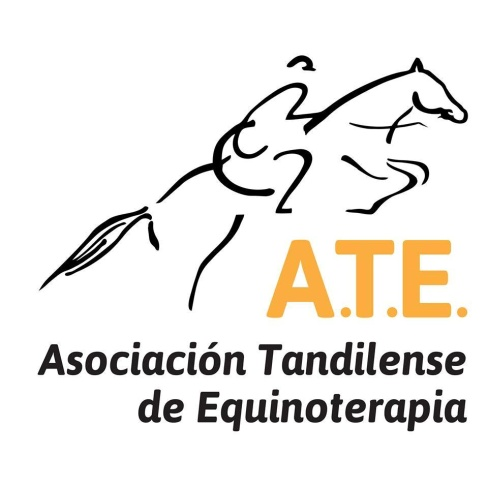 A.T.E.
Asociación Tandilense
de Equinoterapia